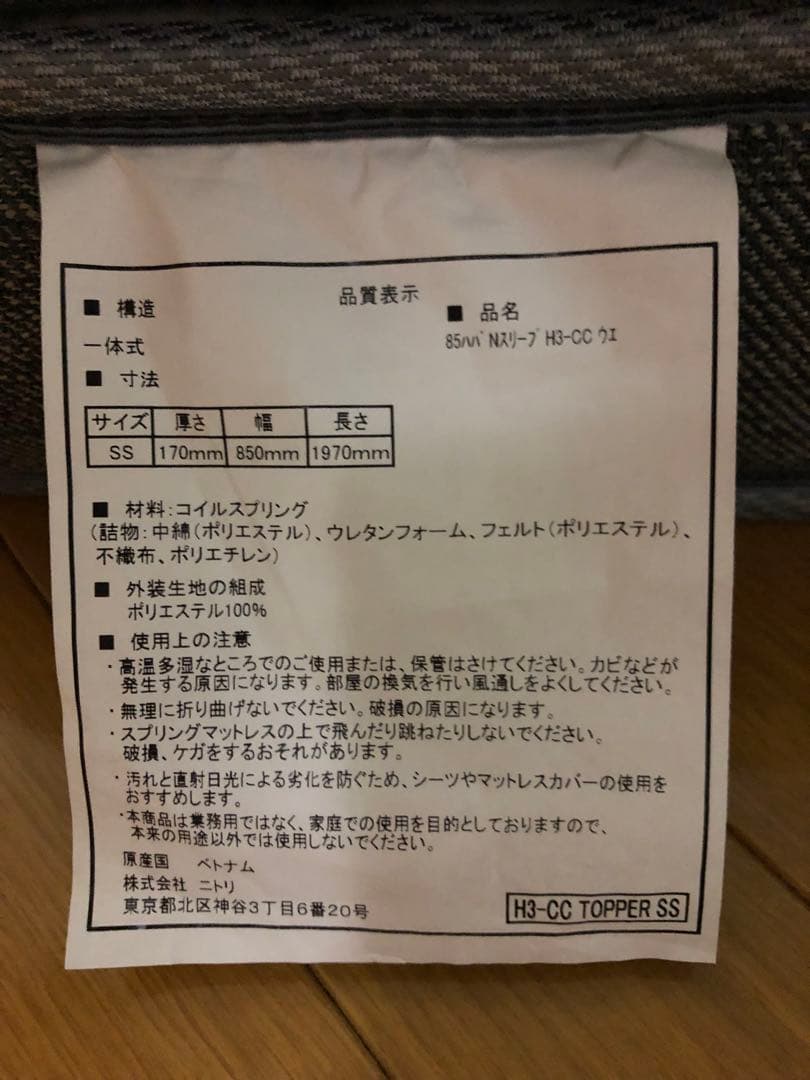 品質表示
■ 構造
■ 品名
一体式
85ﾊﾊﾞNｽﾘｰﾌﾟH3-CC ｳｴ
■ 寸法
サイズ 厚さ 幅 長さ
SS 170mm 850mm 1970mm
■ 材料:コイルスプリング
(詰物:中綿(ポリエステル)、ウレタンフォーム、フェルト(ポリエステル)、
不織布、ポリエチレン)
■ 外装生地の組成
ポリエステル100%
■ 使用上の注意
・高温多湿なところでのご使用または、保管はさけてください。カビなどが
発生する原因になります。部屋の換気を行い風通しをよくしてください。
・無理に折り曲げないでください。破損の原因になります。
・スプリングマットレスの上で飛んだり跳ねたりしないでください。
破損、ケガをするおそれがあります。
・汚れと直射日光による劣化を防ぐため、シーツやマットレスカバーの使用を
おすすめします。
・本商品は業務用ではなく、家庭での使用を目的としておりますので、
本来の用途以外では使用しないでください。
原産国 ベトナム
株式会社 ニトリ
東京都北区神谷3丁目6番20号
H3-CC TOPPER SS